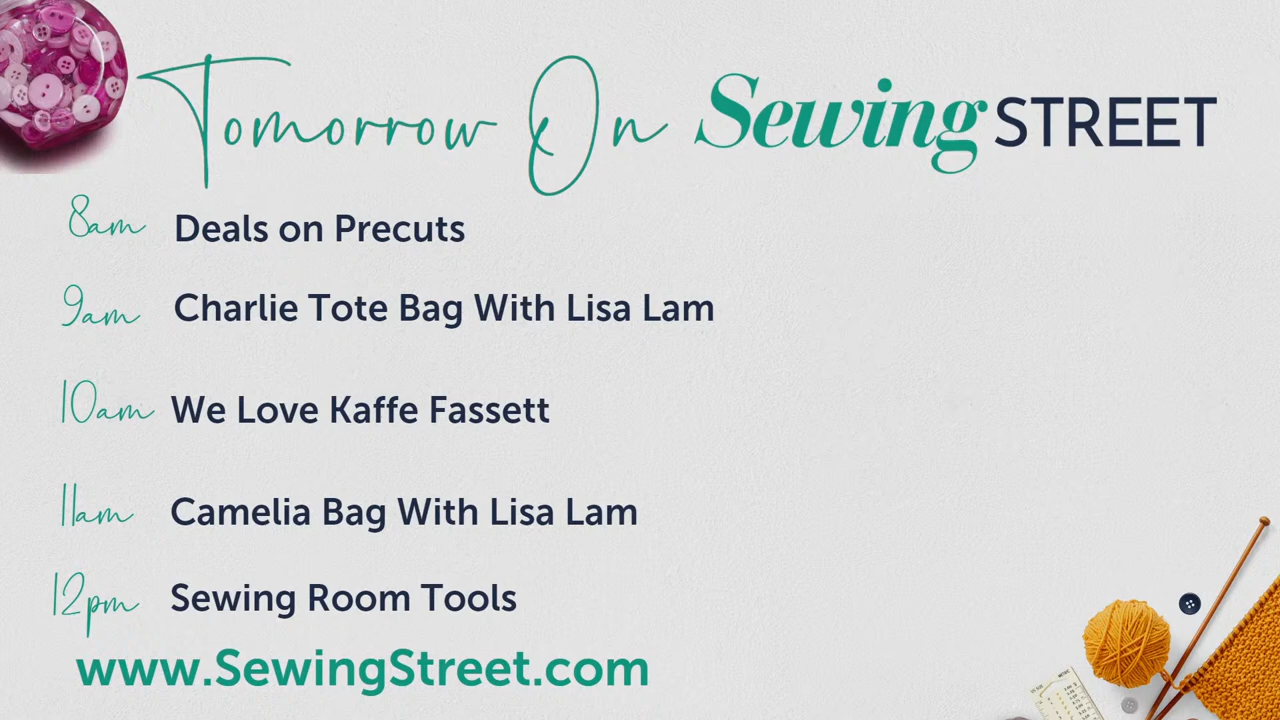 Tomorrow On Sewing STREET
8am Deals on Precuts
9am Charlie Tote Bag With Lisa Lam
10am We Love Kaffe Fassett
11am Camelia Bag With Lisa Lam
12pm Sewing Room Tools
www.SewingStreet.com